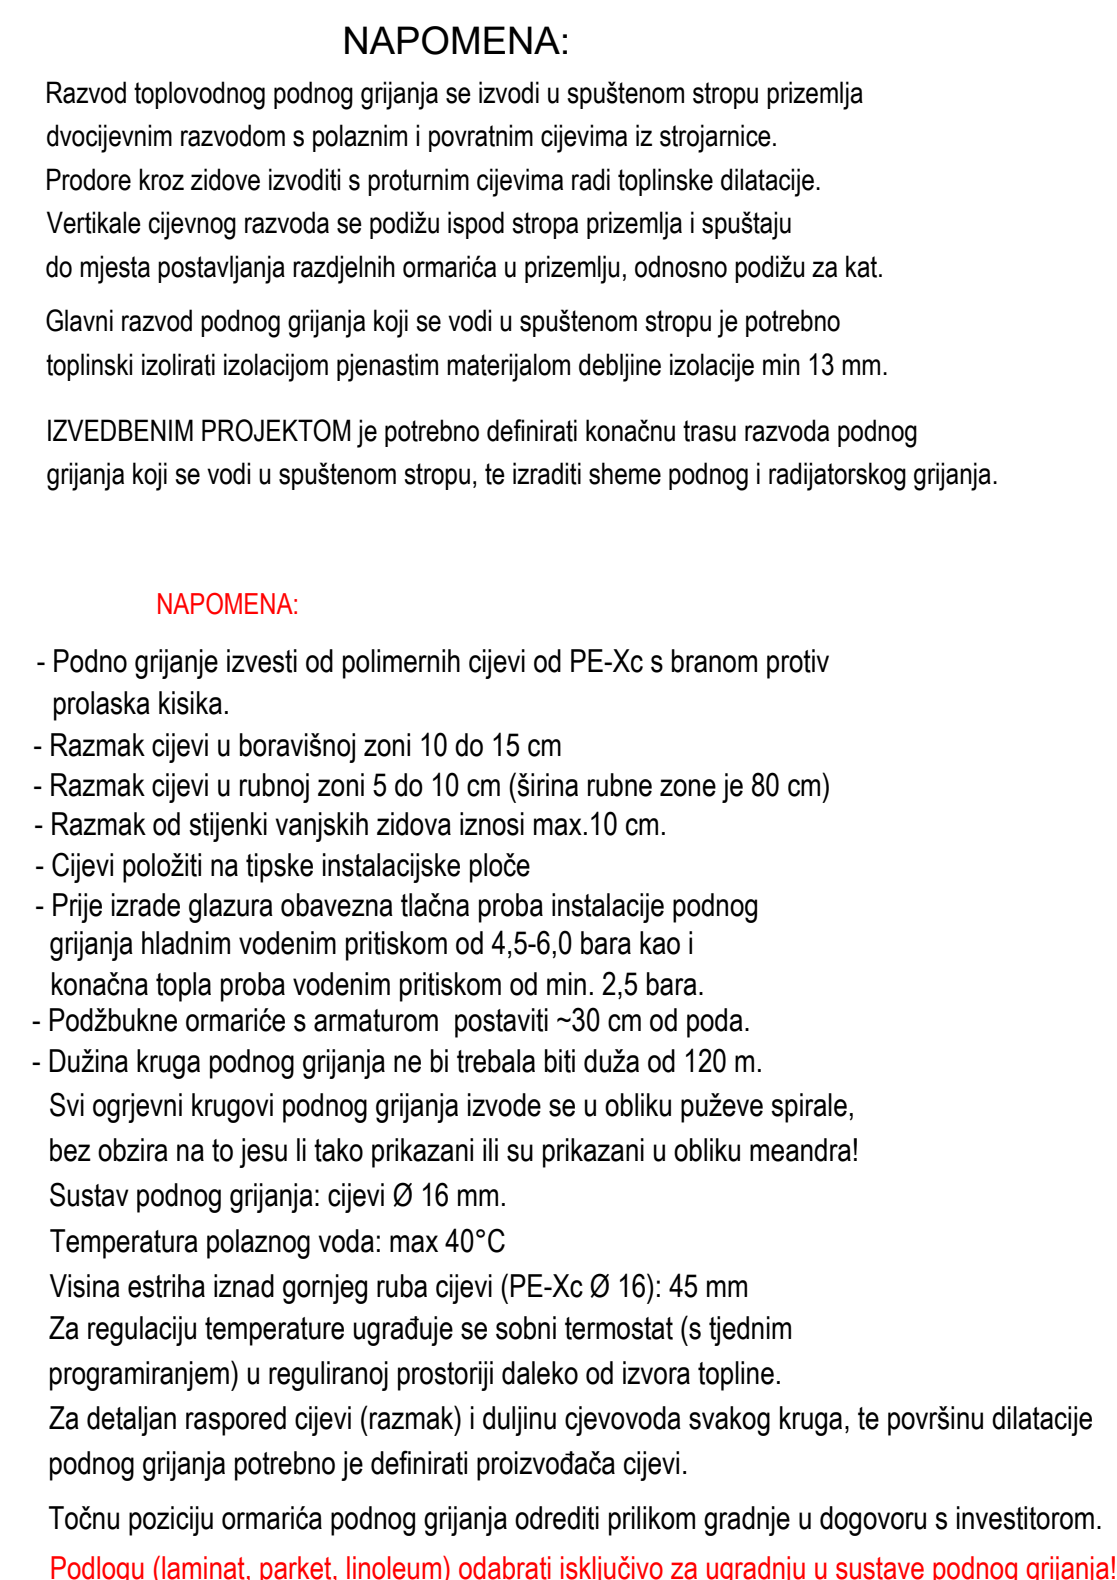 NAPOMENA:
Razvod toplovodnog podnog grijanja se izvodi u spuštenom stropu prizemlja
dvocijevnim razvodom s polaznim i povratnim cijevima iz strojarnice.
Prodore kroz zidove izvoditi s proturnim cijevima radi toplinske dilatacije.
Vertikale cijevnog razvoda se podižu ispod stropa prizemlja i spuštaju
do mjesta postavljanja razdjelnih ormarića u prizemlju, odnosno podižu za kat.
Glavni razvod podnog grijanja koji se vodi u spuštenom stropu je potrebno
toplinski izolirati izolacijom pjenastim materijalom debljine izolacije min 13 mm.
IZVEDBENIM PROJEKTOM je potrebno definirati konačnu trasu razvoda podnog
grijanja koji se vodi u spuštenom stropu, te izraditi sheme podnog i radijatorskog grijanja.
NAPOMENA:
- Podno grijanje izvesti od polimernih cijevi od PE-Xc s branom protiv
prolaska kisika.
- Razmak cijevi u boravišnoj zoni 10 do 15 cm
- Razmak cijevi u rubnoj zoni 5 do 10 cm (širina rubne zone je 80 cm)
- Razmak od stijenki vanjskih zidova iznosi max.10 cm.
- Cijevi položiti na tipske instalacijske ploče
- Prije izrade glazura obavezna tlačna proba instalacije podnog
grijanja hladnim vodenim pritiskom od 4,5-6,0 bara kao i
konačna topla proba vodenim pritiskom od min. 2,5 bara.
- Podžbukne ormariće s armaturom  postaviti ~30 cm od poda.
- Dužina kruga podnog grijanja ne bi trebala biti duža od 120 m.
Svi ogrjevni krugovi podnog grijanja izvode se u obliku puževe spirale,
bez obzira na to jesu li tako prikazani ili su prikazani u obliku meandra!
Sustav podnog grijanja: cijevi Ø 16 mm.
Temperatura polaznog voda: max 40°C
Visina estriha iznad gornjeg ruba cijevi (PE-Xc Ø 16): 45 mm
Za regulaciju temperature ugrađuje se sobni termostat (s tjednim
programiranjem) u reguliranoj prostoriji daleko od izvora topline.
Za detaljan raspored cijevi (razmak) i duljinu cjevovoda svakog kruga, te površinu dilatacije
podnog grijanja potrebno je definirati proizvođača cijevi.
Točnu poziciju ormarića podnog grijanja odrediti prilikom gradnje u dogovoru s investitorom.
Podlogu (laminat, parket, linoleum) odabrati isključivo za ugradnju u sustave podnog grijanja!